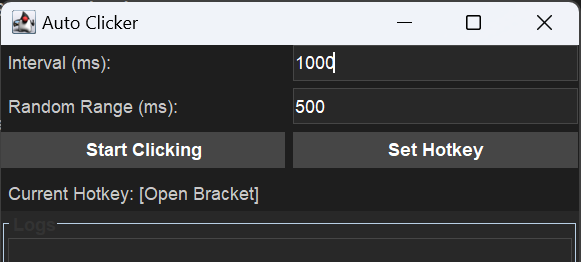 Auto Clicker
Interval (ms): 1000
Random Range (ms): 500
Start Clicking Set Hotkey
Current Hotkey: [Open Bracket]
Logs